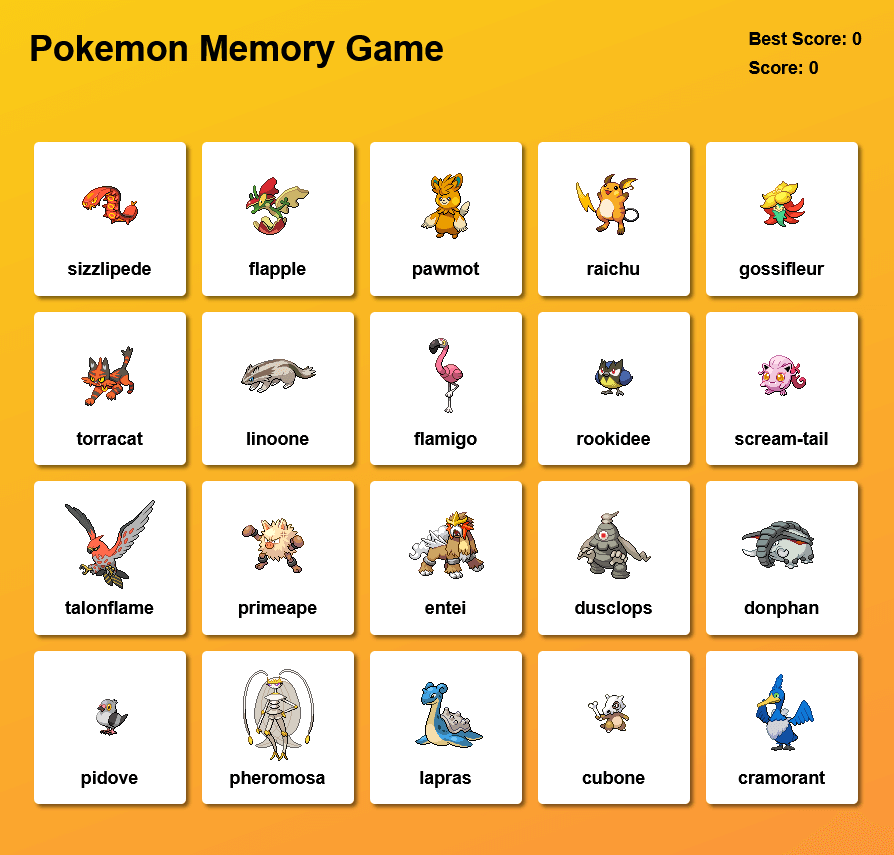 Pokemon Memory Game
Best Score: 0
Score: 0
sizzlipede
flapple
pawmot
raichu
gossifleur
torracat
linoone
flamigo
rookidee
scream-tail
talonflame
primeape
entei
dusclops
donphan
pidove
pheromosa
lapras
cubone
cramorant